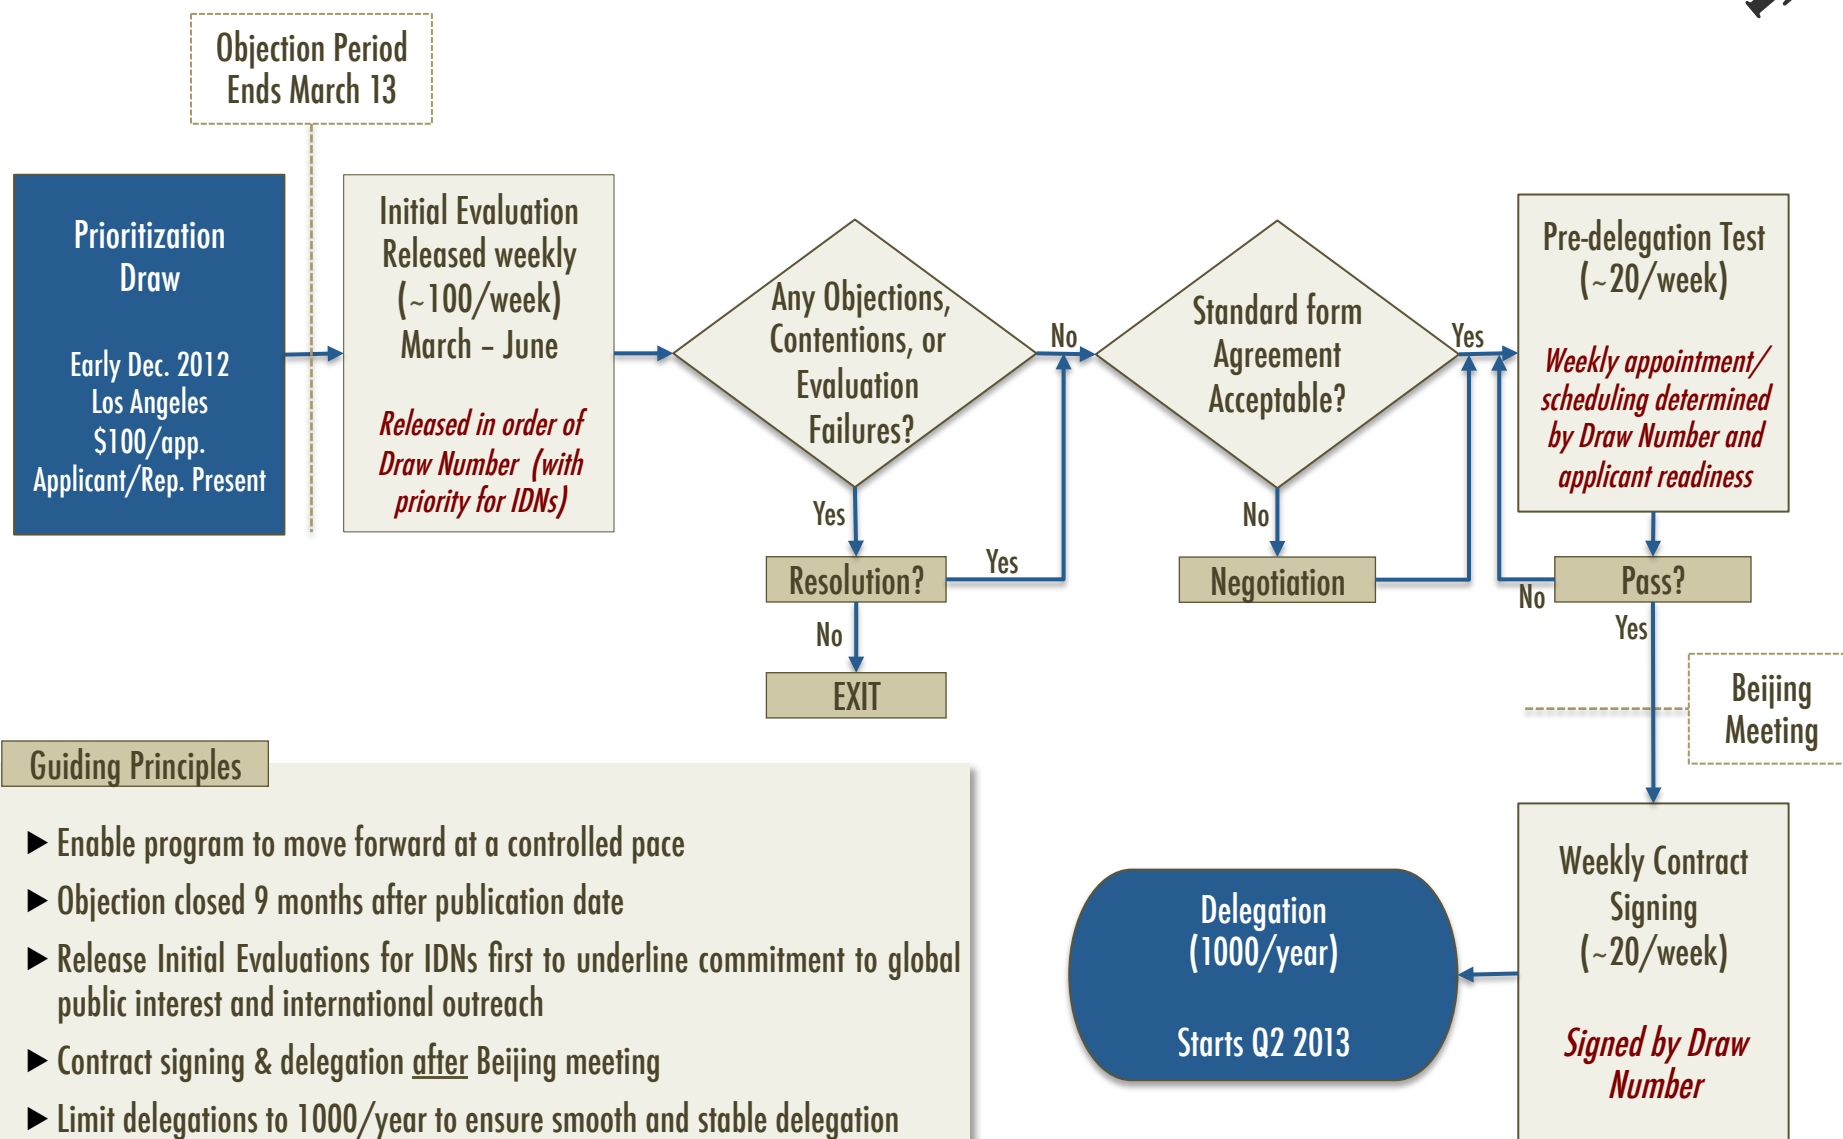 Objection Period
Ends March 13
Prioritization
Draw
Early Dec. 2012
Los Angeles
$100/app.
Applicant/Rep. Present
Initial Evaluation
Released weekly
(~100/week)
March – June
Released in order of
Draw Number (with
priority for IDNs)
Any Objections,
Contentions, or
Evaluation
Failures?
No
Yes
Resolution?
Yes
No
EXIT
Standard form
Agreement
Acceptable?
Yes
No
Negotiation
Pre-delegation Test
(~20/week)
Weekly appointment/
scheduling determined
by Draw Number and
applicant readiness
Pass?
No
Yes
Beijing
Meeting
Weekly Contract
Signing
(~20/week)
Signed by Draw
Number
Delegation
(1000/year)
Starts Q2 2013
Guiding Principles
► Enable program to move forward at a controlled pace
► Objection closed 9 months after publication date
► Release Initial Evaluations for IDNs first to underline commitment to global
public interest and international outreach
► Contract signing & delegation after Beijing meeting
► Limit delegations to 1000/year to ensure smooth and stable delegation